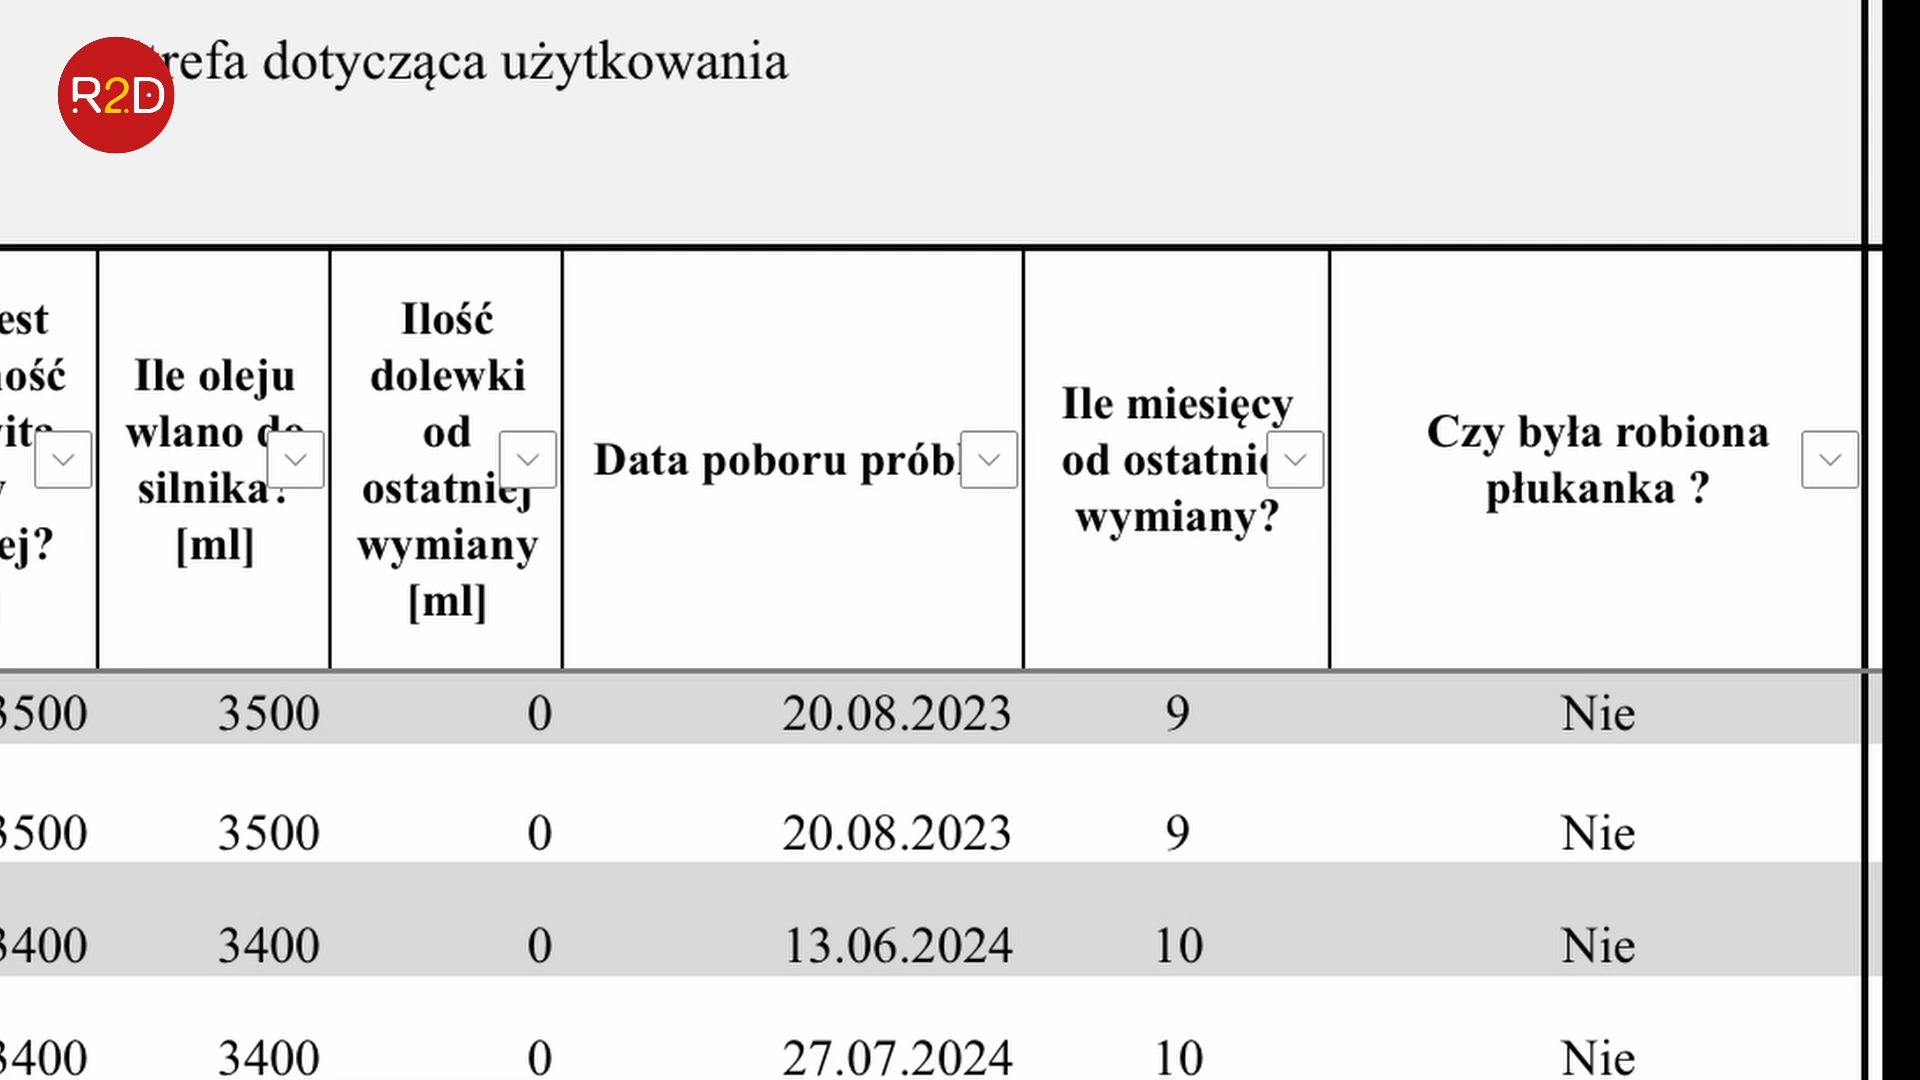 R2D
dotycząca użytkowania
Ile oleju
wlano do
silnika?
[ml]
Ilość
dolewki
od
ostatniej
wymiany
[ml]
Data poboru
Ile miesięcy
od
wymiany?
Czy była robiona
płukanka ?
3500 0 20.08.2023 9 Nie
3500 0 20.08.2023 9 Nie
3400 0 13.06.2024 10 Nie
3400 0 27.07.2024 10 Nie